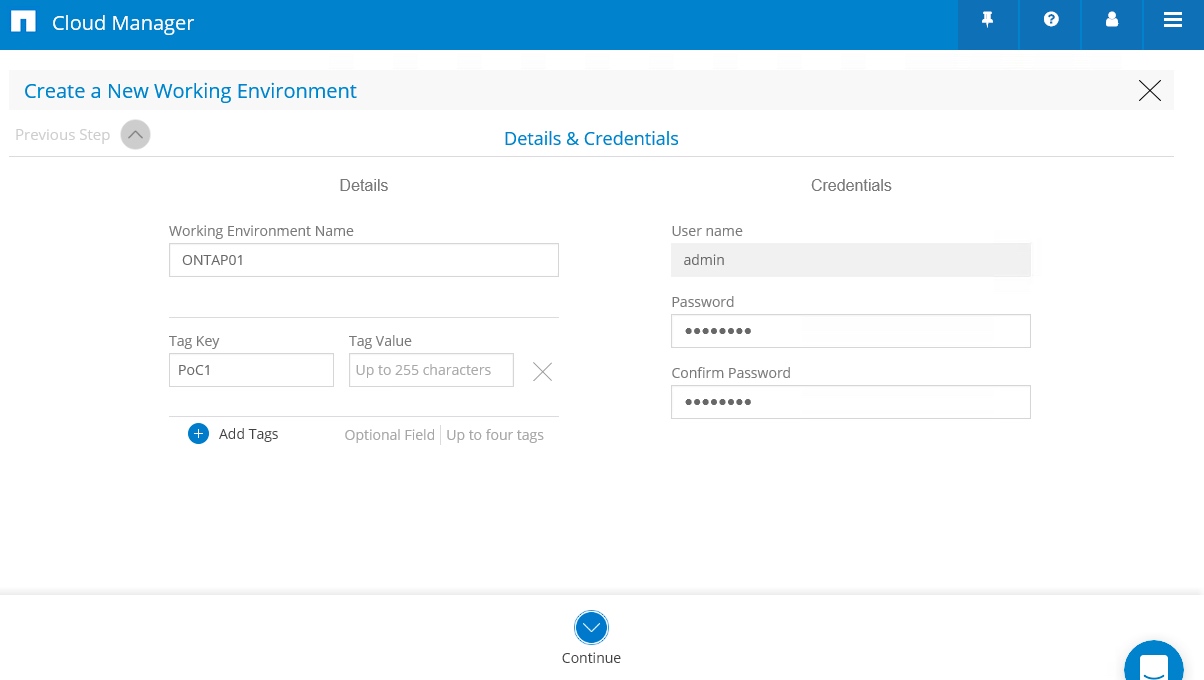 Cloud Manager
Create a New Working Environment
Previous Step
Details & Credentials
Details
Credentials
Working Environment Name
ONTAP01
User name
admin
Password
••••••••
Tag Key
Tag Value
PoC1
Up to 255 characters
Confirm Password
••••••••
Add Tags
Optional Field | Up to four tags
Continue